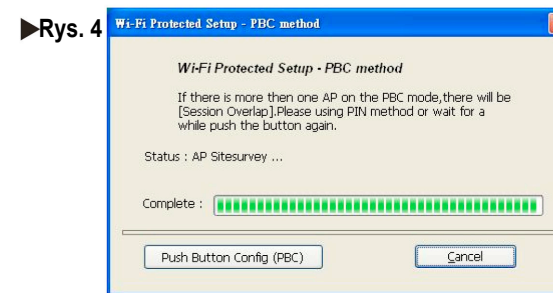 ▶Rys. 4
Wi-Fi Protected Setup - PBC method
Wi-Fi Protected Setup - PBC method
If there is more then one AP on the PBC mode,there will be
[Session Overlap].Please using PIN method or wait for a
while push the button again.
Status : AP Sitesurvey ...
Complete :
Push Button Config (PBC)
Cancel